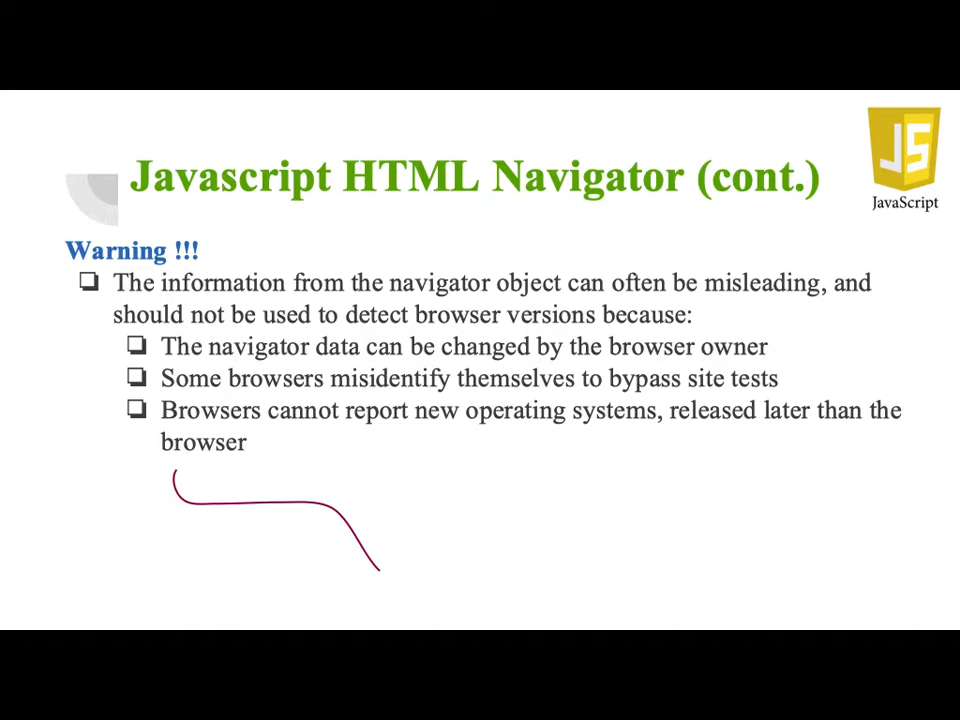 Javascript HTML Navigator (cont.)
JS
JavaScript
Warning !!!
❏ The information from the navigator object can often be misleading, and
should not be used to detect browser versions because:
❏ The navigator data can be changed by the browser owner
❏ Some browsers misidentify themselves to bypass site tests
❏ Browsers cannot report new operating systems, released later than the
browser